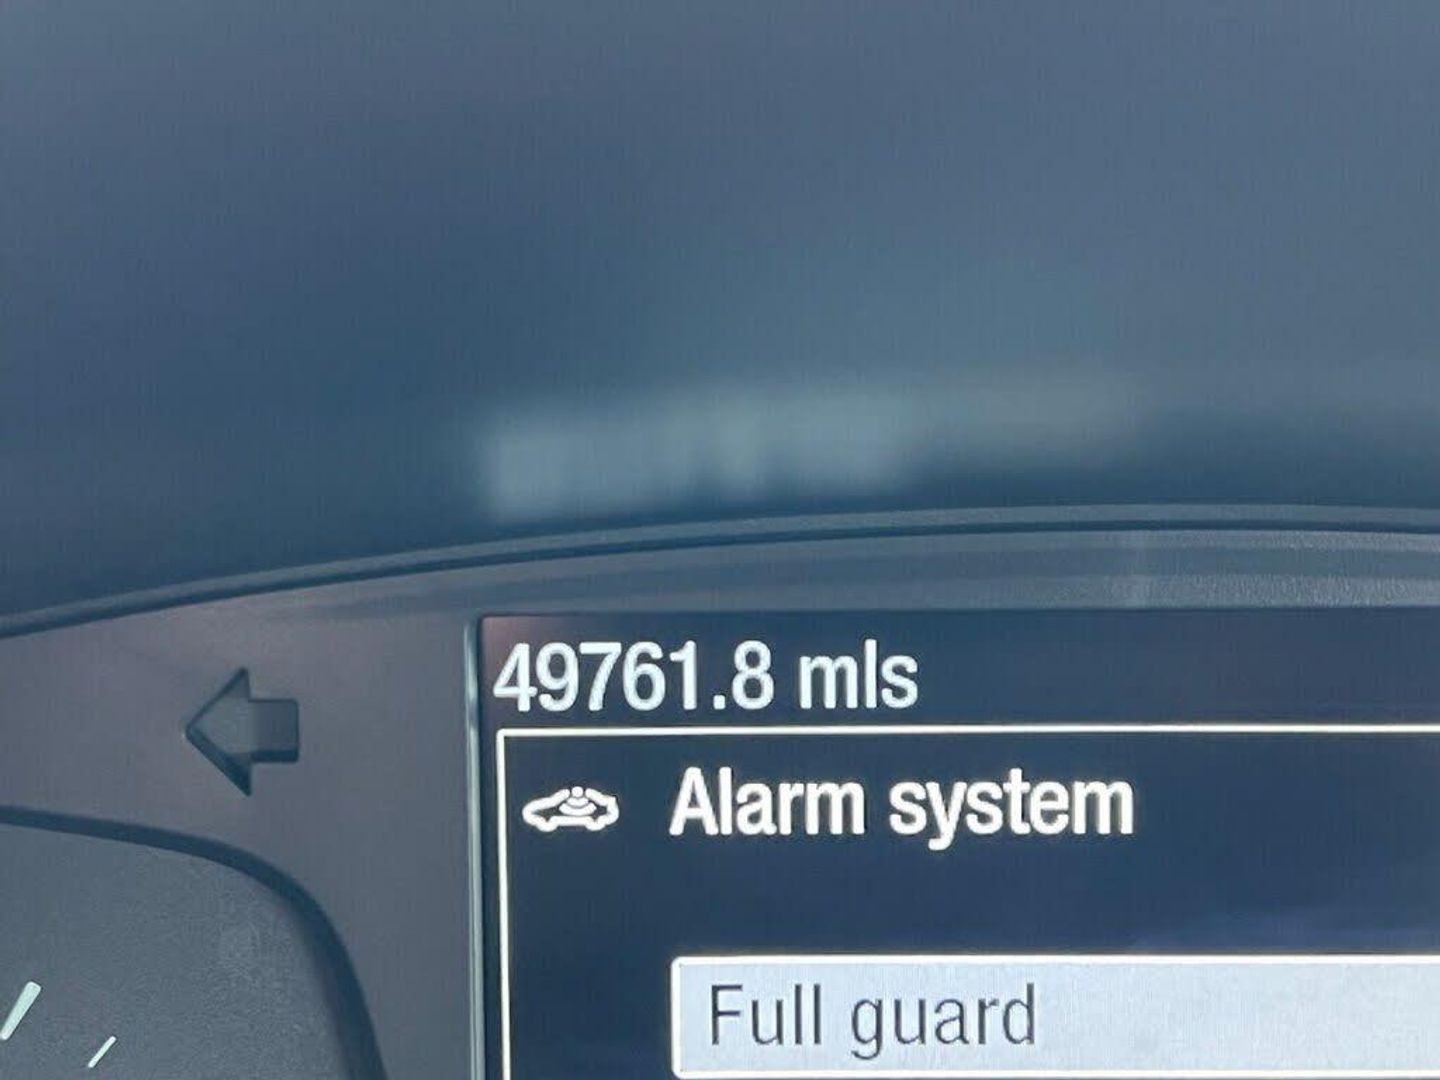 49761.8 mls
Alarm system
Full guard